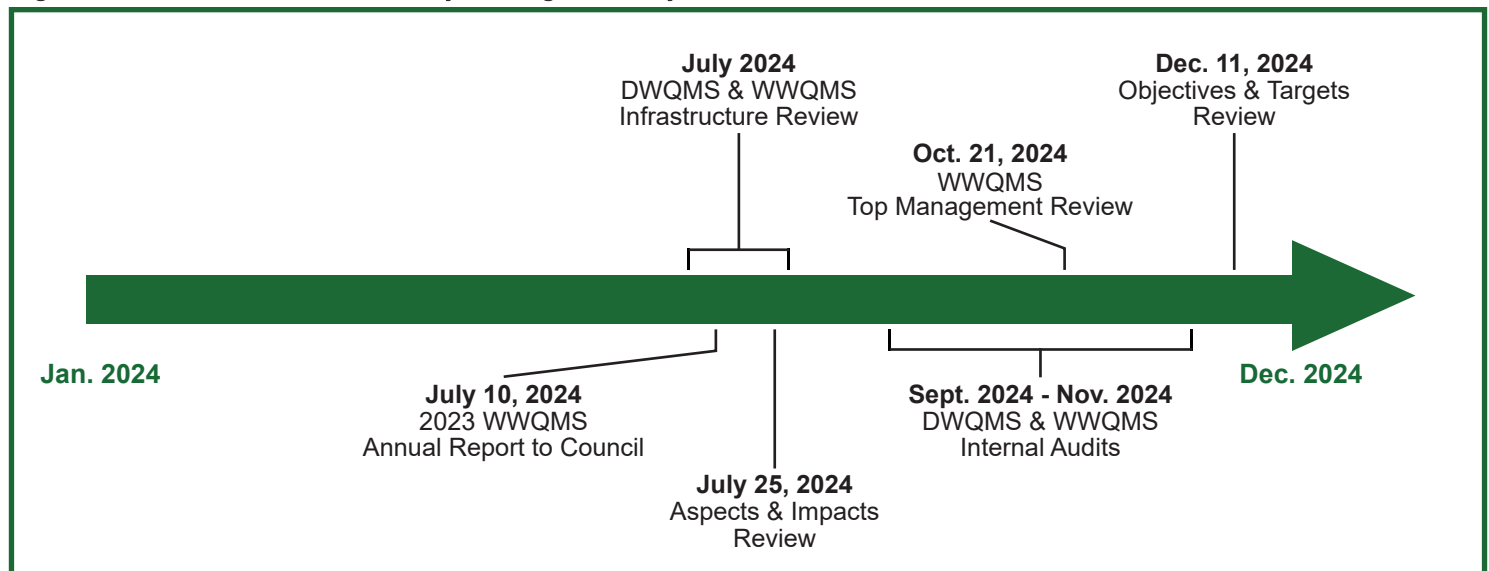 July 2024
DWQMS & WWQMS
Infrastructure Review
Dec. 11, 2024
Objectives & Targets
Review
Oct. 21, 2024
WWQMS
Top Management Review
Jan. 2024
Dec. 2024
July 10, 2024
2023 WWQMS
Annual Report to Council
Sept. 2024 - Nov. 2024
DWQMS & WWQMS
Internal Audits
July 25, 2024
Aspects & Impacts
Review